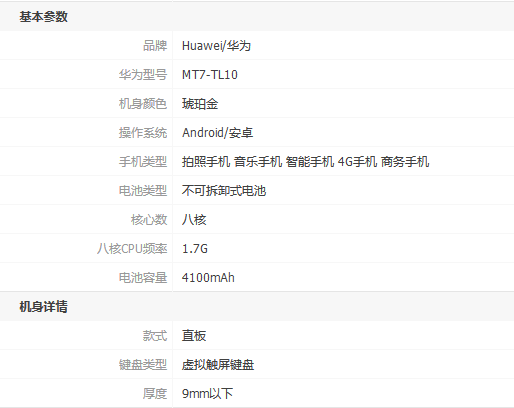 基本参数
品牌 Huawei/华为
华为型号 MT7-TL10
机身颜色 琥珀金
操作系统 Android/安卓
手机类型 拍照手机 音乐手机 智能手机 4G手机 商务手机
电池类型 不可拆卸式电池
核心数 八核
八核CPU频率 1.7G
电池容量 4100mAh
机身详情
款式 直板
键盘类型 虚拟触屏键盘
厚度 9mm以下